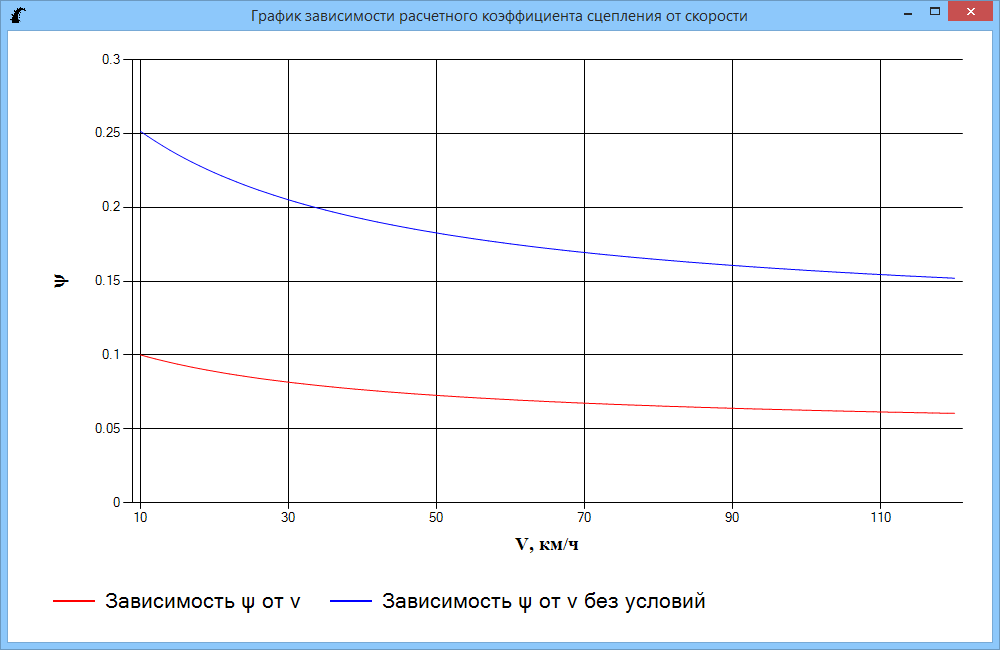 График зависимости расчетного коэффициента сцепления от скорости
0.3
0.25
0.2
0.15
0.1
0.05
0
ψ
10 30 50 70 90 110
V, км/ч
Зависимость ψ от v Зависимость ψ от v без условий